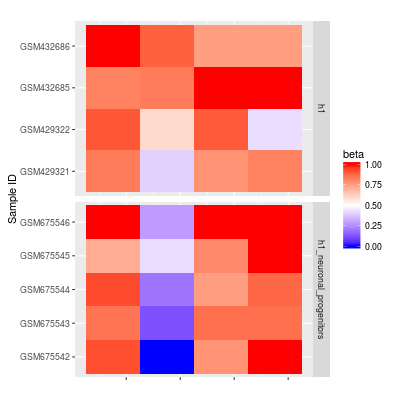 GSM432686
GSM432685
GSM429322
GSM429321
h1
GSM675546
GSM675545
GSM675544
GSM675543
GSM675542
h1_neuronal_progenitors
Sample ID
beta
1.00
0.75
0.50
0.25
0.00